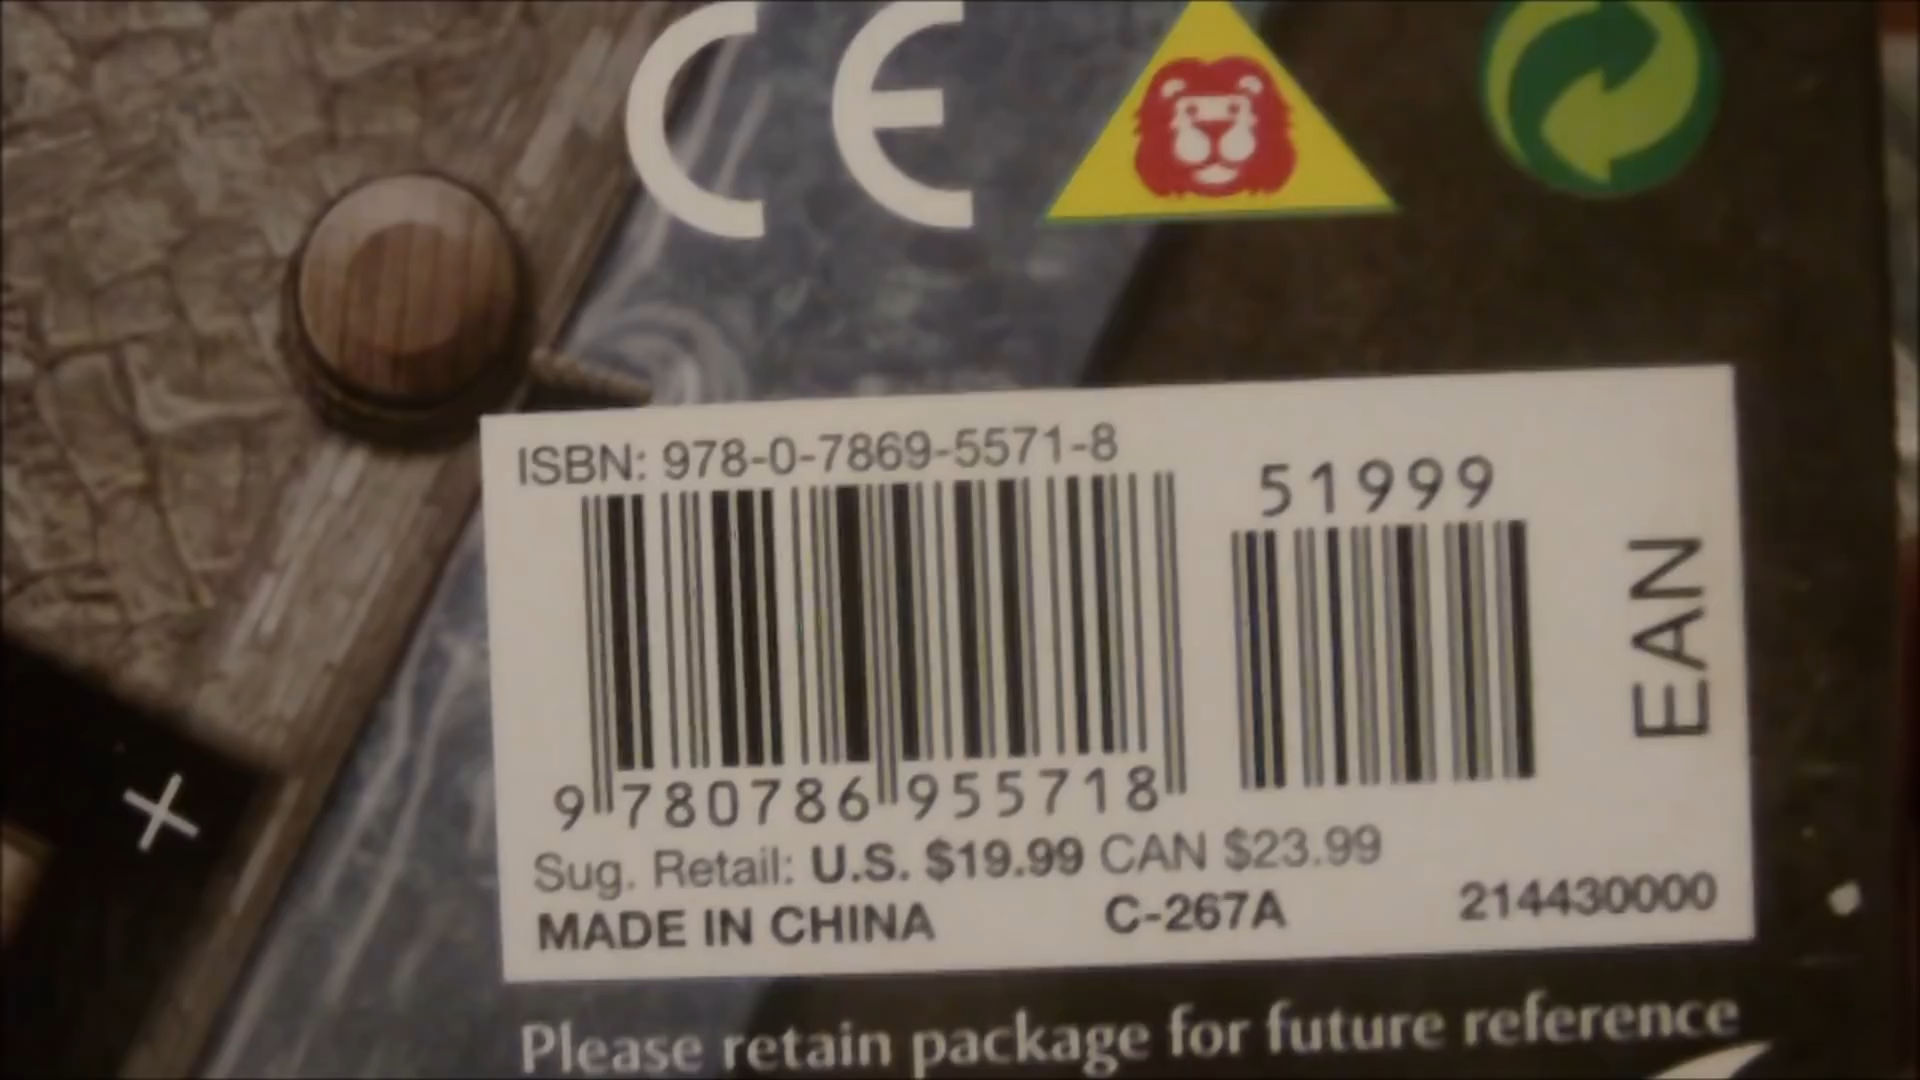 CE
ISBN: 978-0-7869-5571-8
51999
EAN
9 780786 955718
Sug. Retail: U.S. $19.99 CAN $23.99
MADE IN CHINA C-267A 214430000
Please retain package for future reference